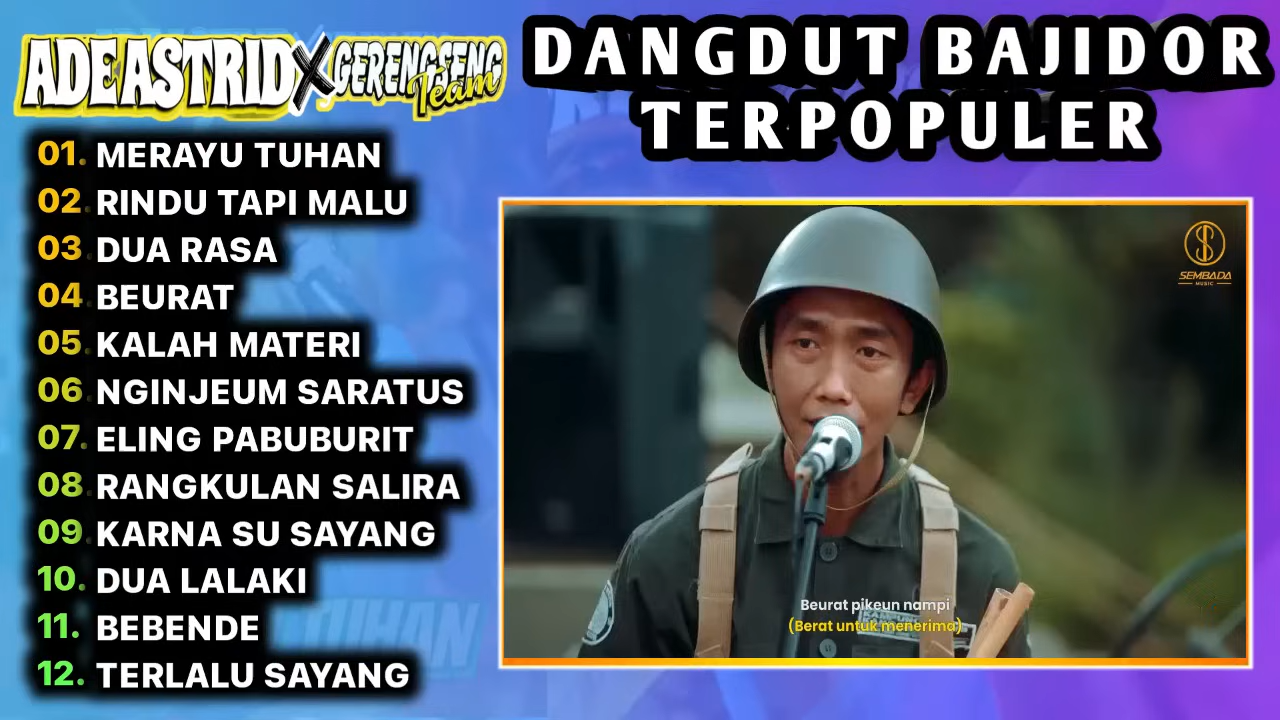 ADE ASTRID X GERENGSENG Team
DANGDUT BAJIDOR
TERPOPULER
01. MERAYU TUHAN
02. RINDU TAPI MALU
03. DUA RASA
04. BEURAT
05. KALAH MATERI
06. NGINJEUM SARATUS
07. ELING PABUBURIT
08. RANGKULAN SALIRA
09. KARNA SU SAYANG
10. DUA LALAKI
11. BEBENDE
12. TERLALU SAYANG
SEMBADA
MUSIC
Beurat pikeun nampi
(Berat untuk menerima)
TUHAN